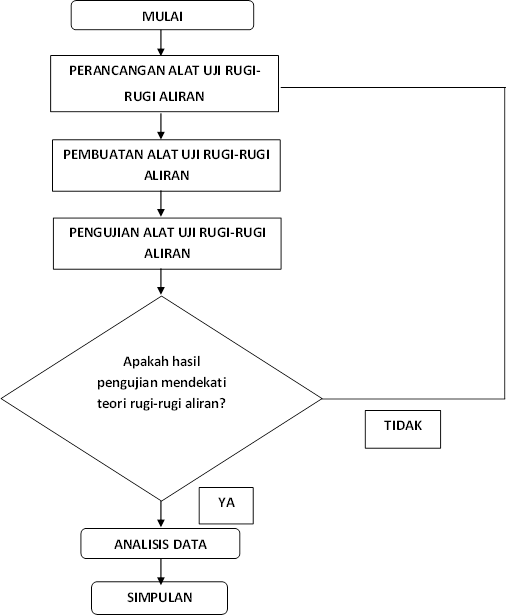 MULAI
PERANCANGAN ALAT UJI RUGI-
RUGI ALIRAN
PEMBUATAN ALAT UJI RUGI-RUGI
ALIRAN
PENGUJIAN ALAT UJI RUGI-RUGI
ALIRAN
Apakah hasil
pengujian mendekati
teori rugi-rugi aliran?
TIDAK
YA
ANALISIS DATA
SIMPULAN